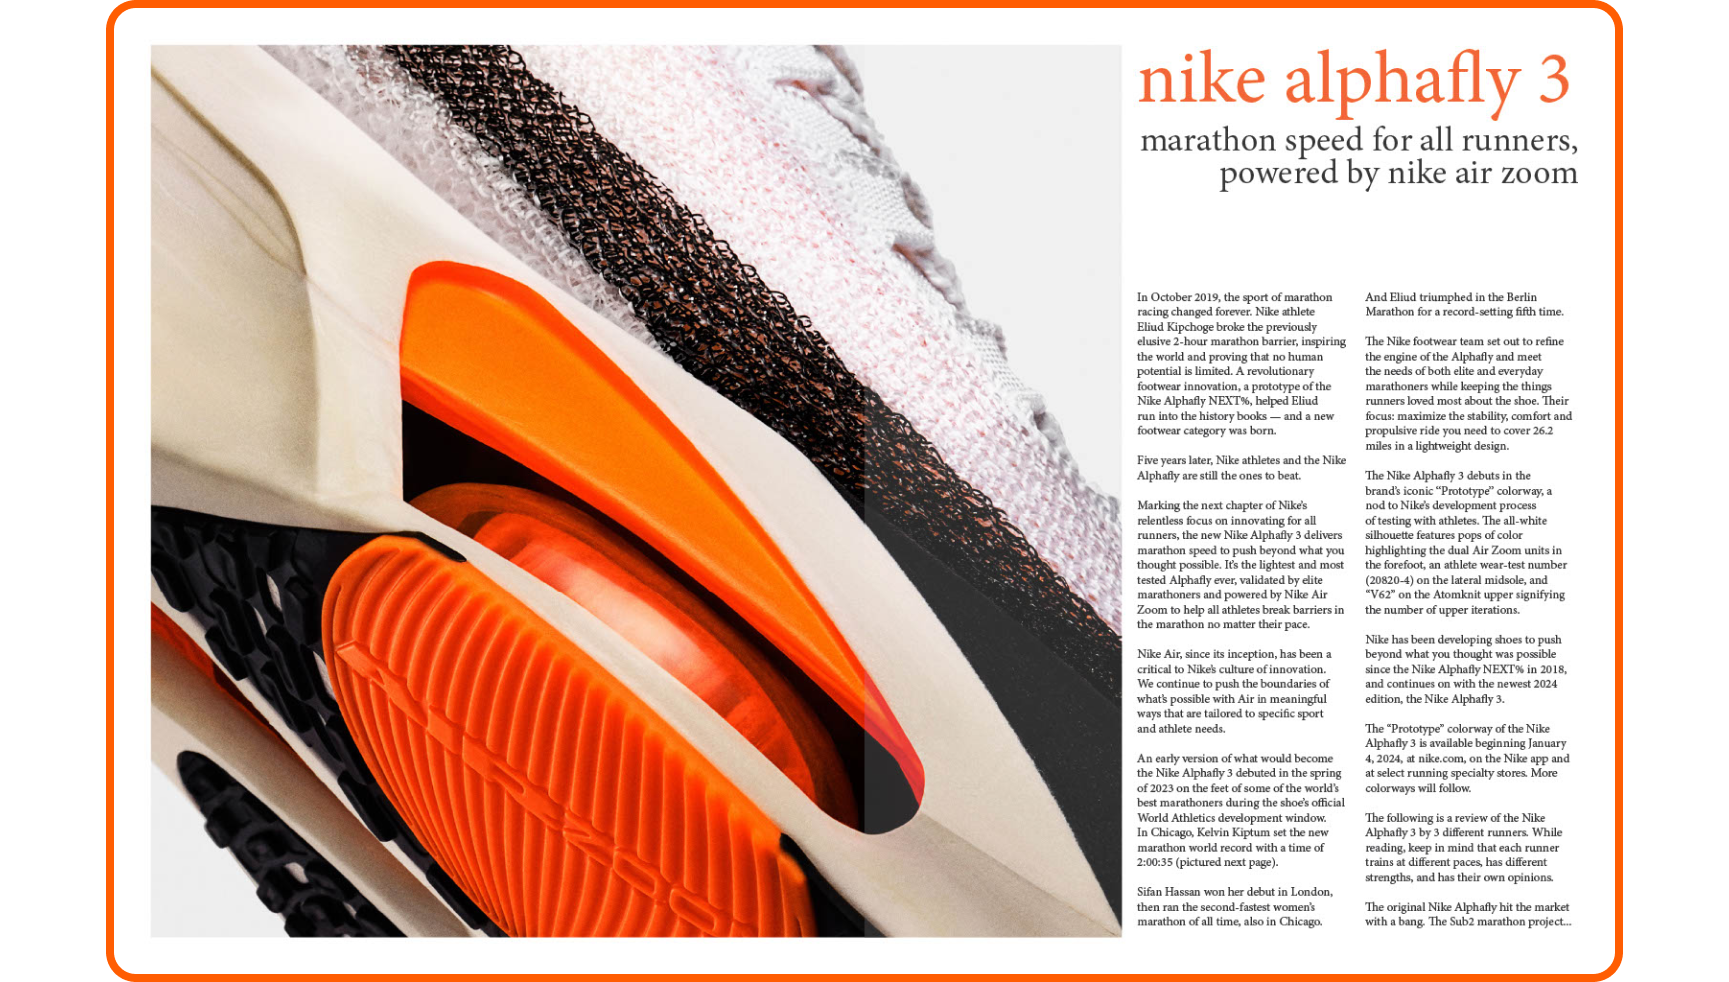 nike alphafly 3
marathon speed for all runners,
powered by nike air zoom
In October 2019, the sport of marathon
racing changed forever. Nike athlete
Eliud Kipchoge broke the previously
elusive 2-hour marathon barrier, inspiring
the world and proving that no human
potential is limited. A revolutionary
footwear innovation, a prototype of the
Nike Alphafly NEXT%, helped Eliud
run into the history books — and a new
footwear category was born.
Five years later, Nike athletes and the Nike
Alphafly are still the ones to beat.
Marking the next chapter of Nike's
relentless focus on innovating for all
runners, the new Nike Alphafly 3 delivers
marathon speed to push beyond what you
thought possible. It's the lightest and most
tested Alphafly ever, validated by elite
marathoners and powered by Nike Air
Zoom to help all athletes break barriers in
the marathon no matter their pace.
Nike Air, since its inception, has been a
critical to Nike's culture of innovation.
We continue to push the boundaries of
what's possible with Air in meaningful
ways that are tailored to specific sport
and athlete needs.
An early version of what would become
the Nike Alphafly 3 debuted in the spring
of 2023 on the feet of some of the world's
best marathoners during the shoe's official
World Athletics development window.
In Chicago, Kelvin Kiptum set the new
marathon world record with a time of
2:00:35 (pictured next page).
Sifan Hassan won her debut in London,
then ran the second-fastest women's
marathon of all time, also in Chicago.
And Eliud triumphed in the Berlin
Marathon for a record-setting fifth time.
The Nike footwear team set out to refine
the engine of the Alphafly and meet
the needs of both elite and everyday
marathoners while keeping the things
runners loved most about the shoe. Their
focus: maximize the stability, comfort and
propulsive ride you need to cover 26.2
miles in a lightweight design.
The Nike Alphafly 3 debuts in the
brand's iconic “Prototype” colorway, a
nod to Nike's development process
of testing with athletes. The all-white
silhouette features pops of color
highlighting the dual Air Zoom units in
the forefoot, an athlete wear-test number
(20820-4) on the lateral midsole, and
“V62” on the Atomknit upper signifying
the number of upper iterations.
Nike has been developing shoes to push
beyond what you thought was possible
since the Nike Alphafly NEXT% in 2018,
and continues on with the newest 2024
edition, the Nike Alphafly 3.
The “Prototype” colorway of the Nike
Alphafly 3 is available beginning January
4, 2024, at nike.com, on the Nike app and
at select running specialty stores. More
colorways will follow.
The following is a review of the Nike
Alphafly 3 by 3 different runners. While
reading, keep in mind that each runner
trains at different paces, has different
strengths, and has their own opinions.
The original Nike Alphafly hit the market
with a bang. The Sub2 marathon project...